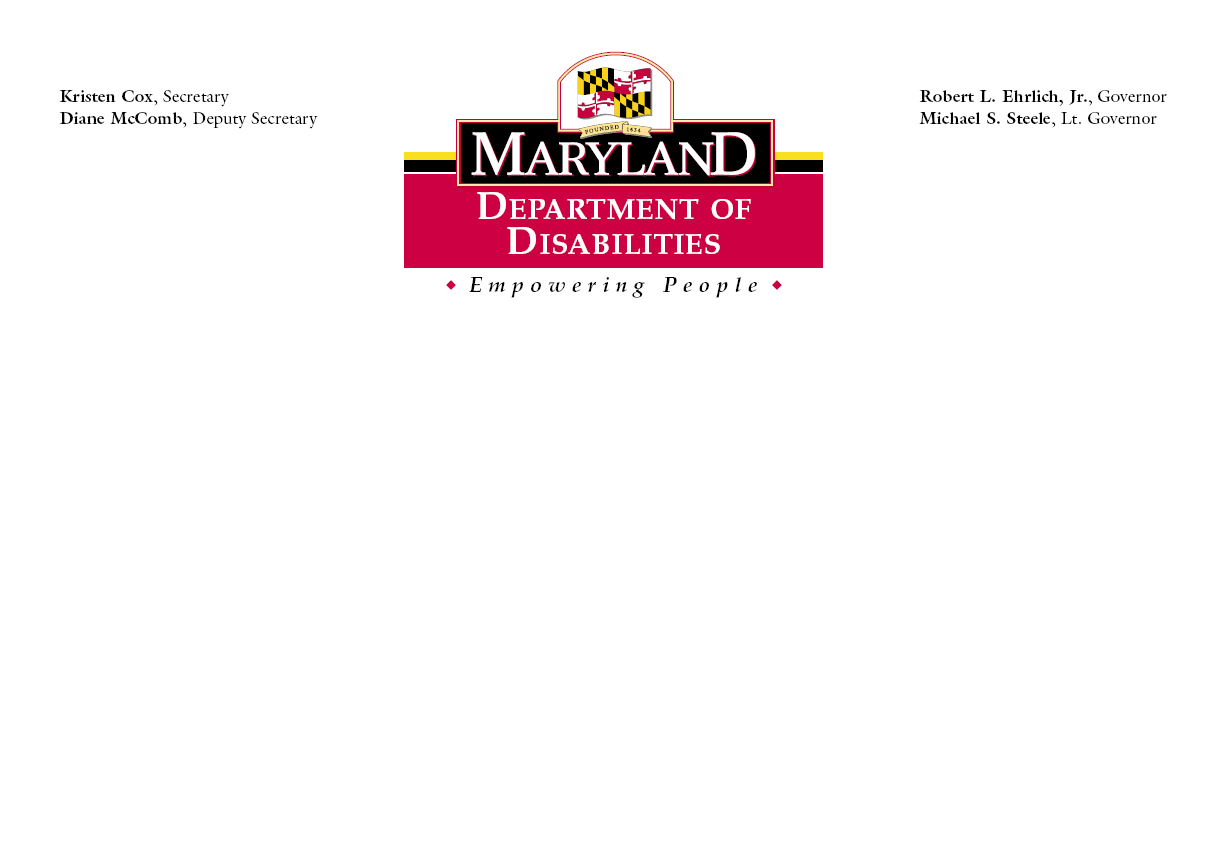 Kristen Cox, Secretary
Diane McComb, Deputy Secretary
Robert L. Ehrlich, Jr., Governor
Michael S. Steele, Lt. Governor
FOUNDED 1634
MARYLAND
DEPARTMENT OF
DISABILITIES
Empowering People